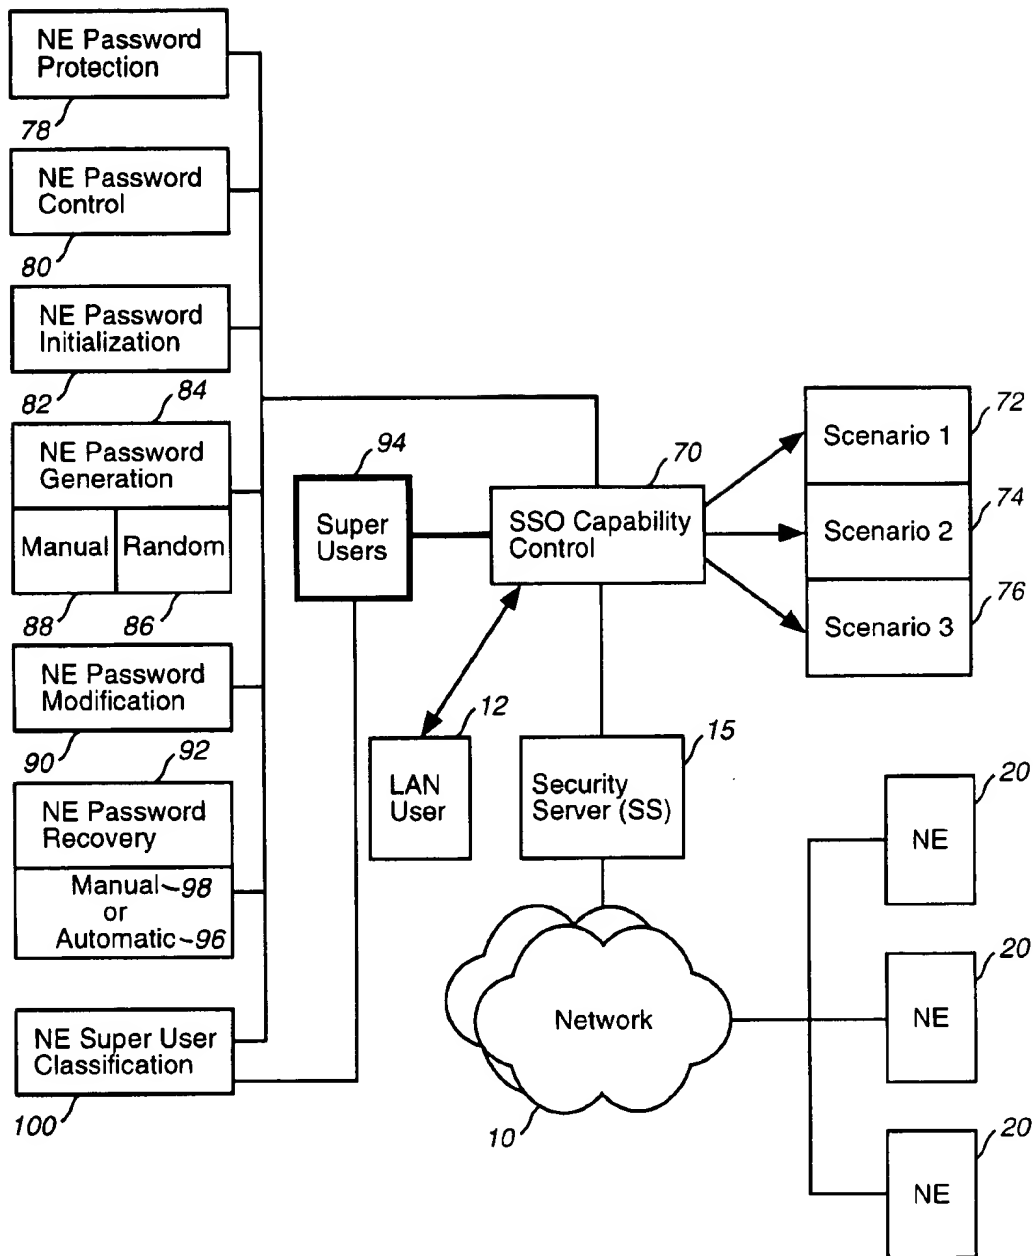 NE Password
Protection
78
NE Password
Control
80
NE Password
Initialization
82
84
NE Password
Generation
Manual
Random
88
86
NE Password
Modification
90
92
NE Password
Recovery
Manual~98
or
Automatic~96
NE Super User
Classification
100
94
Super
Users
70
SSO Capability
Control
72
Scenario 1
74
Scenario 2
76
Scenario 3
12
LAN
User
15
Security
Server (SS)
Network
10
20
NE
20
NE
20
NE